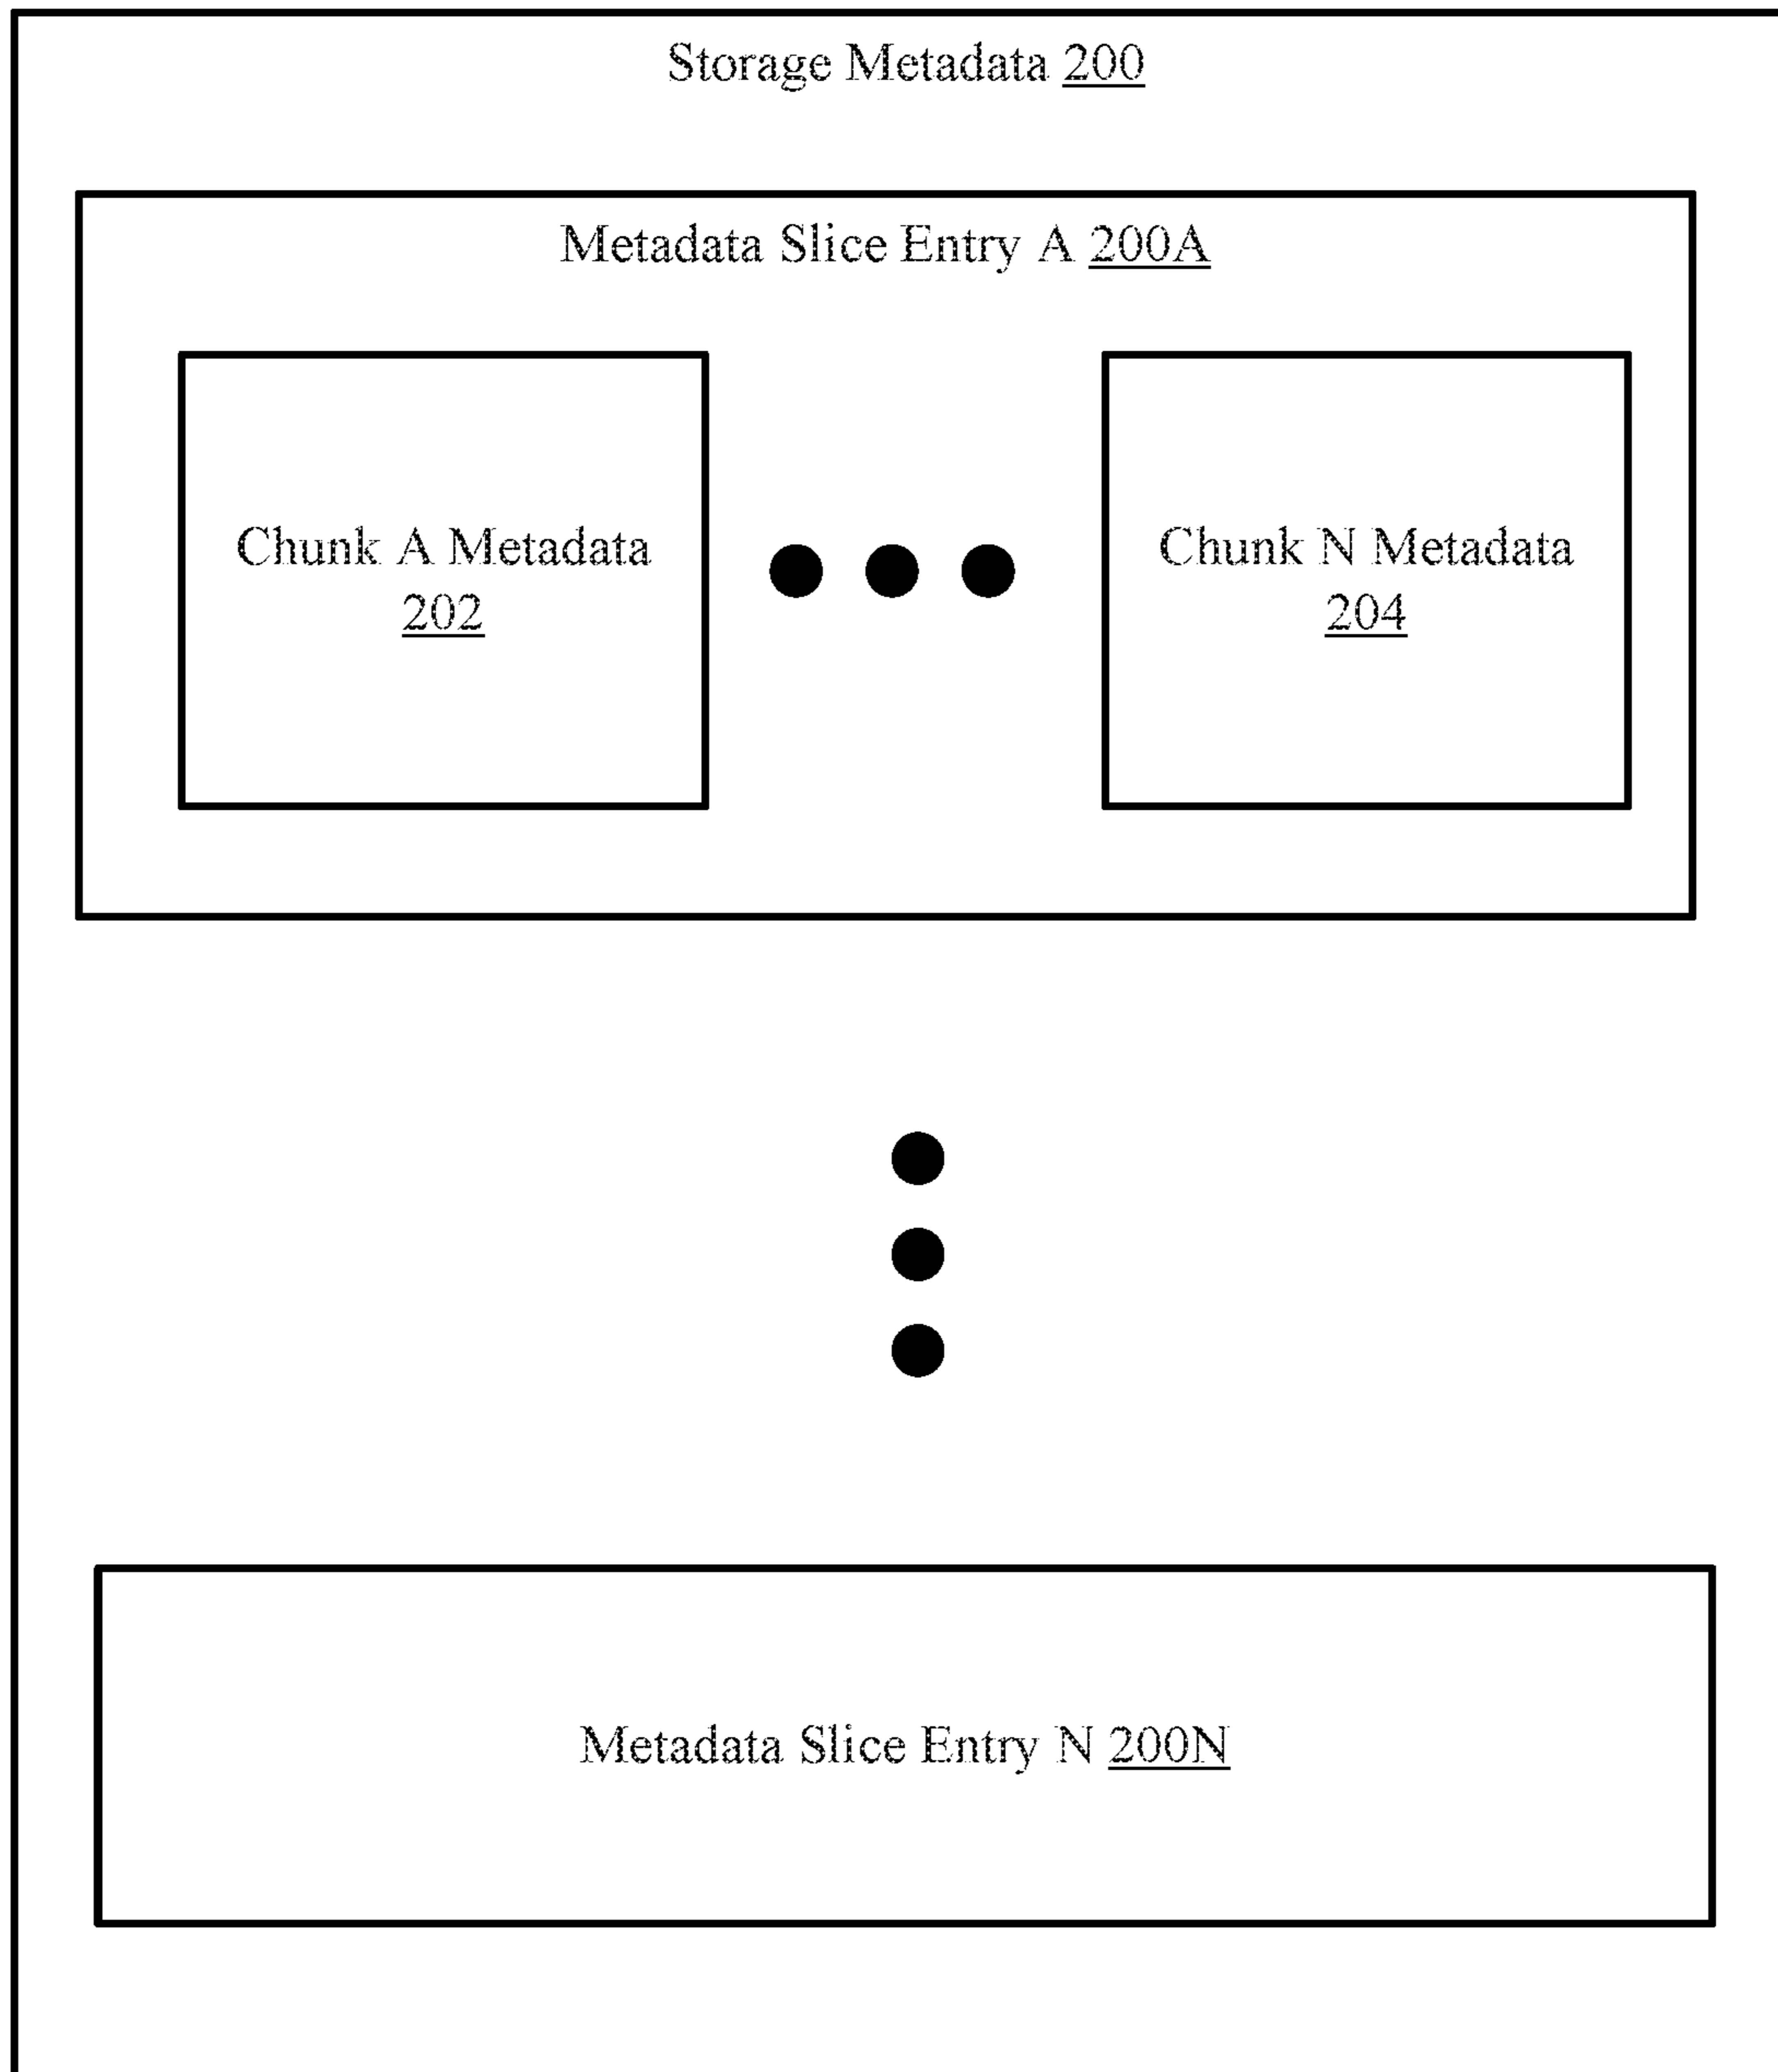 Storage Metadata 200
Metadata Slice Entry A 200A
Chunk A Metadata
202
Chunk N Metadata
204
Metadata Slice Entry N 200N